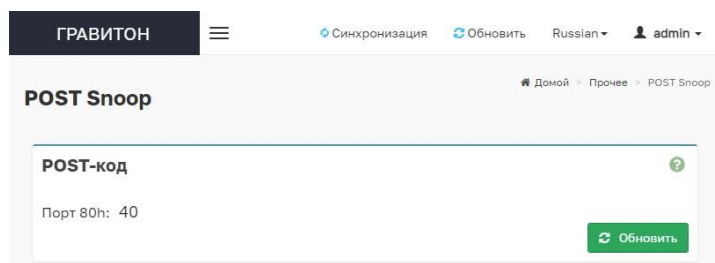 ГРАВИТОН
Синхронизация Обновить Russian admin
POST Snoop
Домой > Прочее > POST Snoop
POST-код
Порт 80h: 40
Обновить